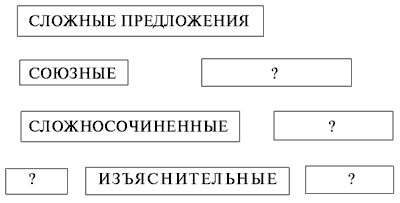 СЛОЖНЫЕ ПРЕДЛОЖЕНИЯ
СОЮЗНЫЕ ?
СЛОЖНОСОЧИНЕННЫЕ ?
? ИЗЪЯСНИТЕЛЬНЫЕ ?